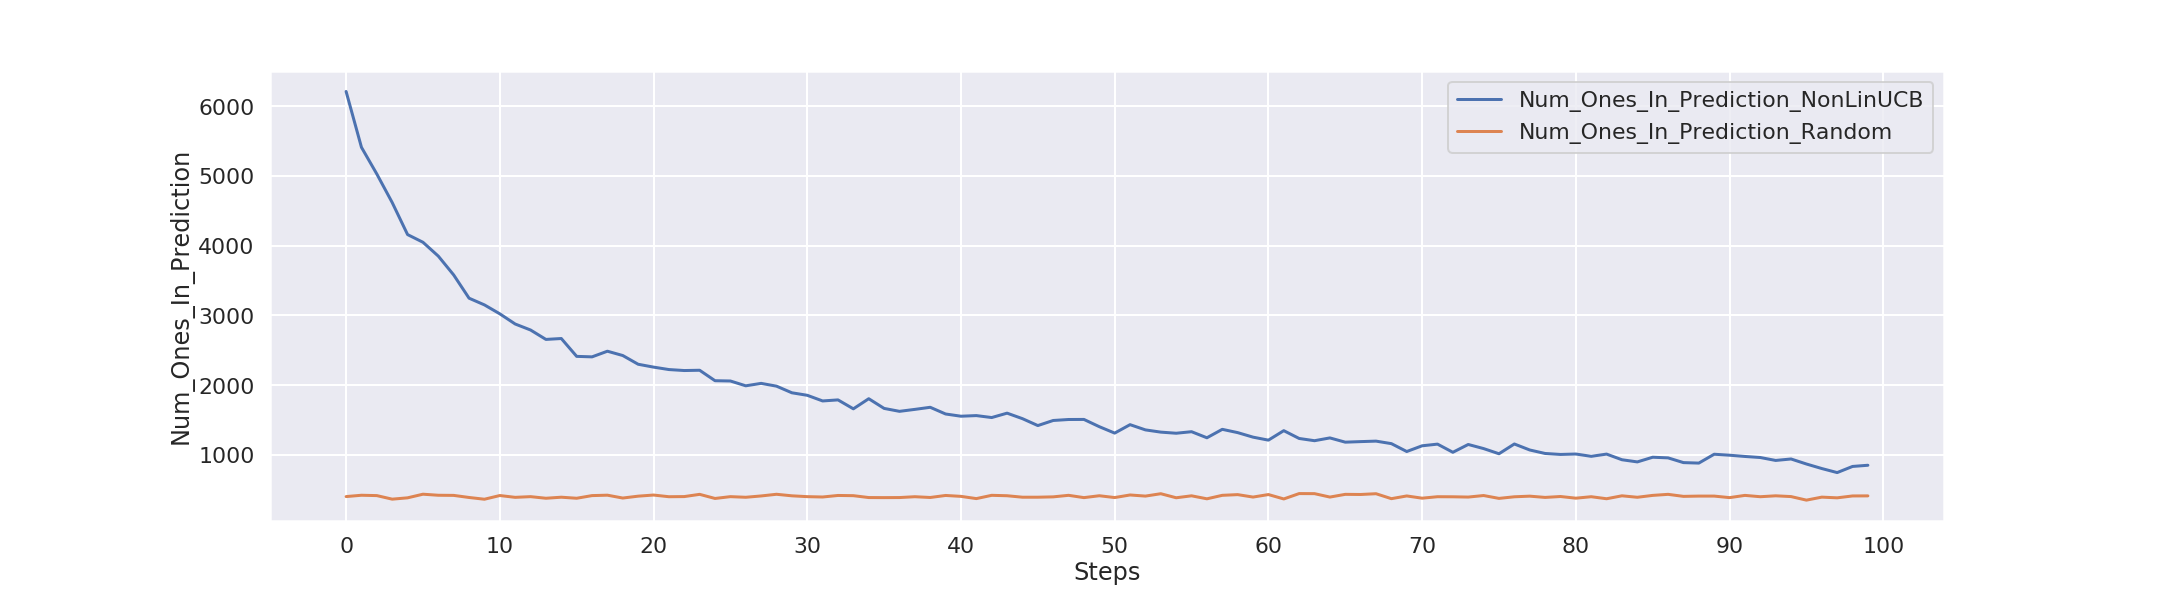 Num_Ones_In_Prediction_NonLinUCB
Num_Ones_In_Prediction_Random
Num_Ones_In_Prediction
6000
5000
4000
3000
2000
1000
0 10 20 30 40 50 60 70 80 90 100
Steps